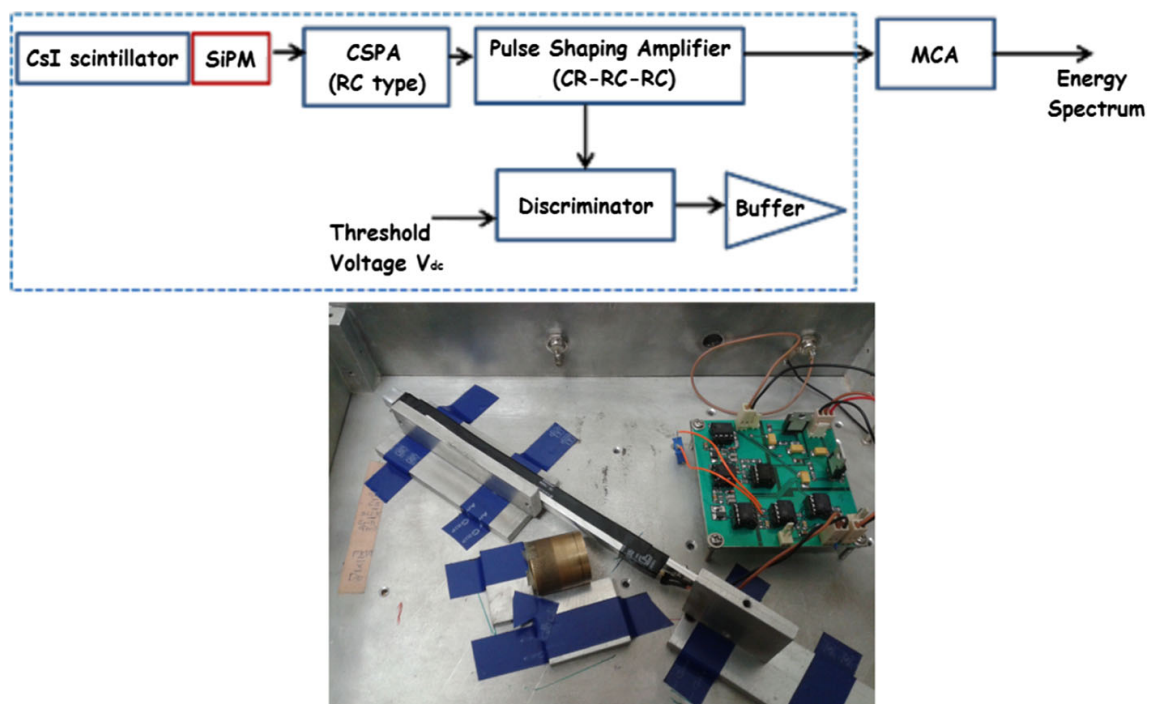 CsI scintillator
SiPM
CSPA
(RC type)
Pulse Shaping Amplifier
(CR-RC-RC)
MCA
Energy
Spectrum
Discriminator
Buffer
Threshold
Voltage Vdc